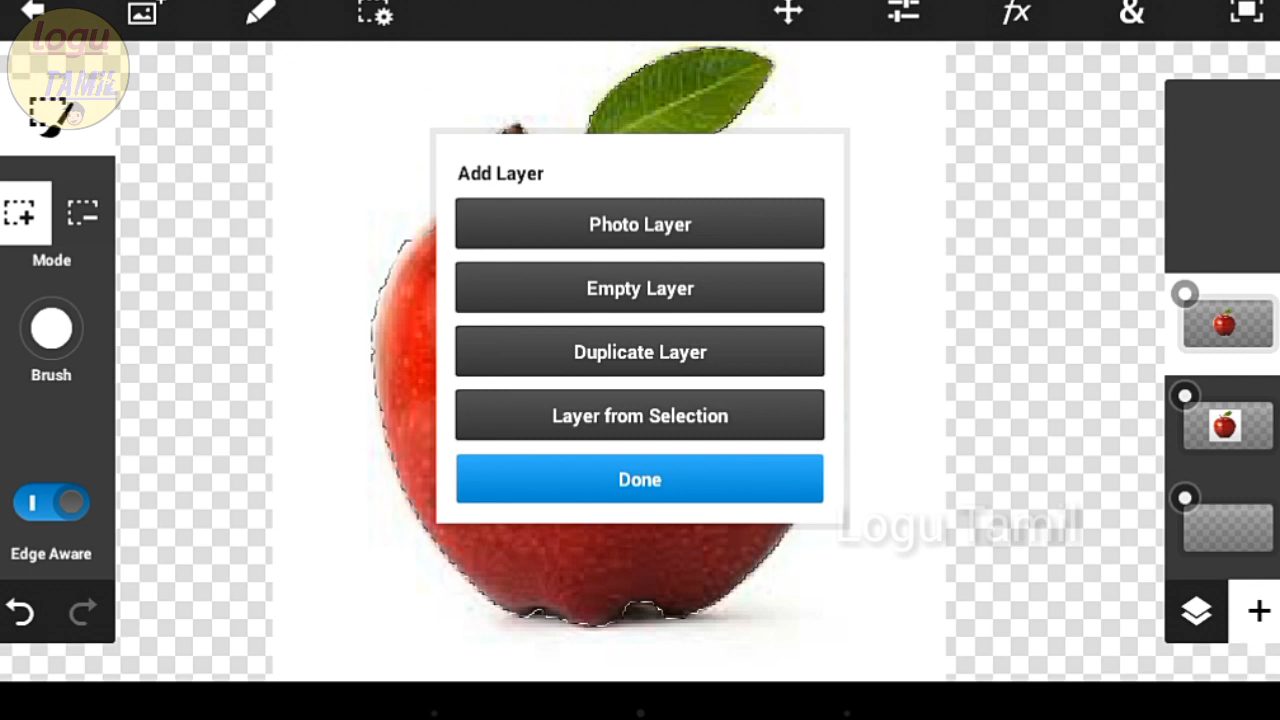 fx
&
logu
TAMIL
Add Layer
Photo Layer
Empty Layer
Duplicate Layer
Layer from Selection
Done
Mode
Brush
Edge Aware
Logu Tamil